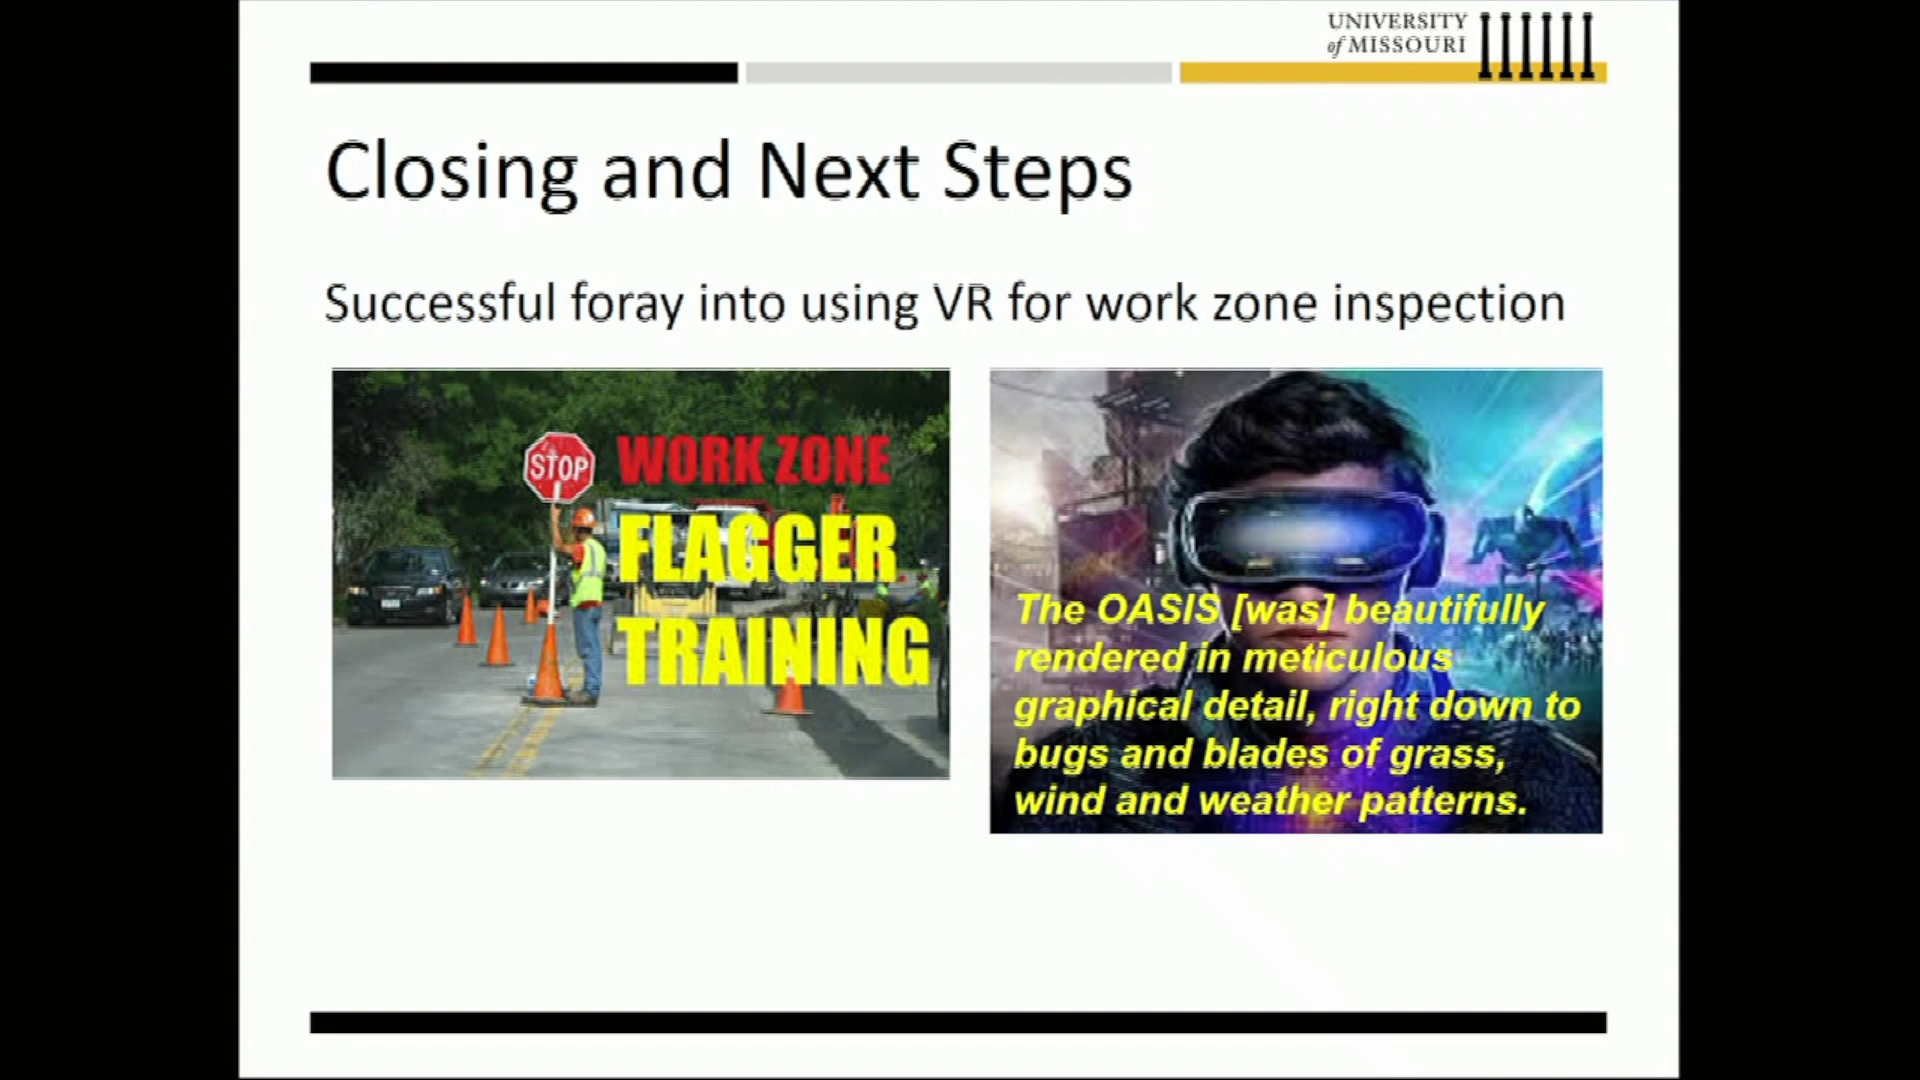 UNIVERSITY
of MISSOURI
Closing and Next Steps
Successful foray into using VR for work zone inspection
STOP
WORK ZONE
FLAGGER
TRAINING
The OASIS [was] beautifully
rendered in meticulous
graphical detail, right down to
bugs and blades of grass,
wind and weather patterns.